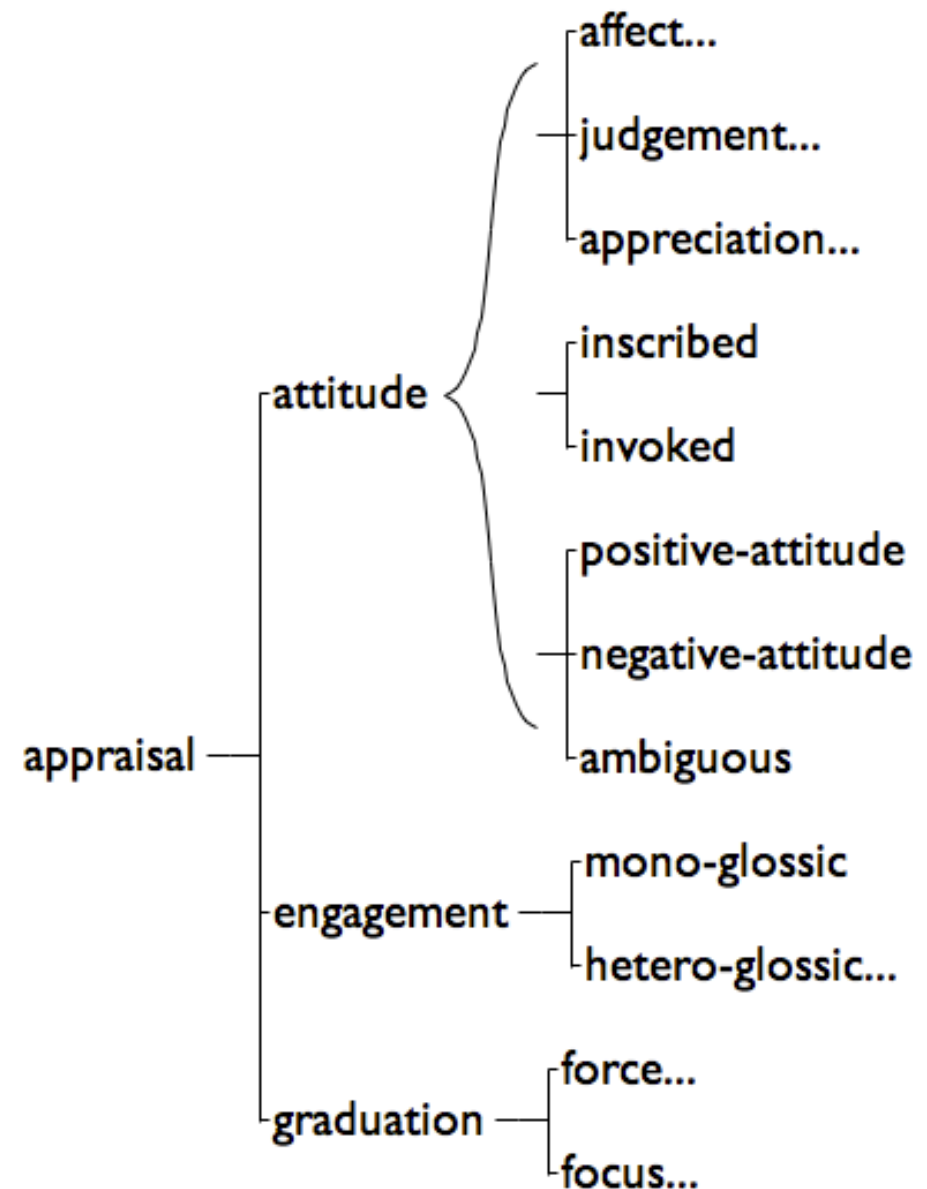 affect...
judgement...
appreciation...
inscribed
attitude
invoked
positive-attitude
negative-attitude
appraisal
ambiguous
mono-glossic
engagement
hetero-glossic...
force...
graduation
focus...